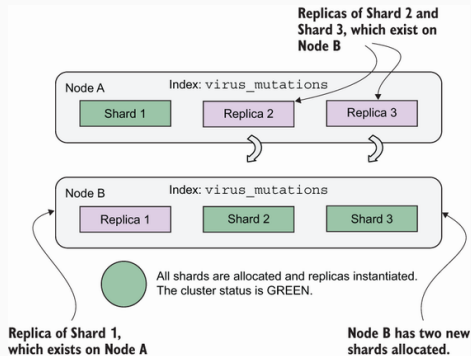 Replicas of Shard 2 and
Shard 3, which exist on
Node B
Node A
Index: virus_mutations
Shard 1
Replica 2
Replica 3
Node B
Index: virus_mutations
Replica 1
Shard 2
Shard 3
All shards are allocated and replicas instantiated.
The cluster status is GREEN.
Replica of Shard 1,
which exists on Node A
Node B has two new
shards allocated.